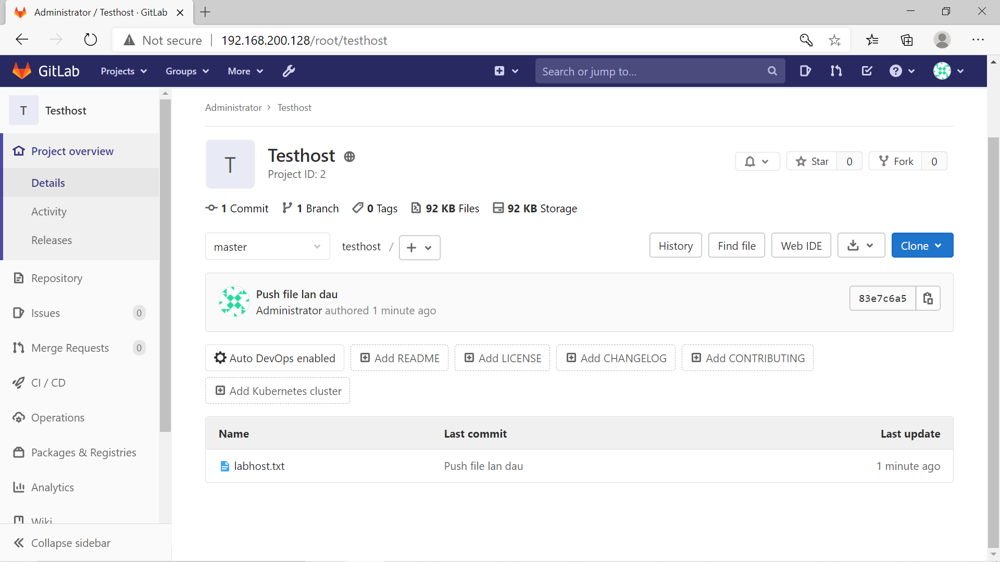 Administrator / Testhost · GitLab
Not secure 192.168.200.128/root/testhost
GitLab Projects Groups More Search or jump to...
T Testhost
Project overview
Details
Activity
Releases
Repository
Issues 0
Merge Requests 0
CI / CD
Operations
Packages & Registries
Analytics
Wiki
Collapse sidebar
Administrator > Testhost
T
Testhost
Project ID: 2
Star 0 Fork 0
1 Commit 1 Branch 0 Tags 92 KB Files 92 KB Storage
master testhost / + History Find file Web IDE Clone
Push file lan dau
Administrator authored 1 minute ago
83e7c6a5
Auto DevOps enabled Add README Add LICENSE Add CHANGELOG Add CONTRIBUTING
Add Kubernetes cluster
Name Last commit Last update
labhost.txt Push file lan dau 1 minute ago